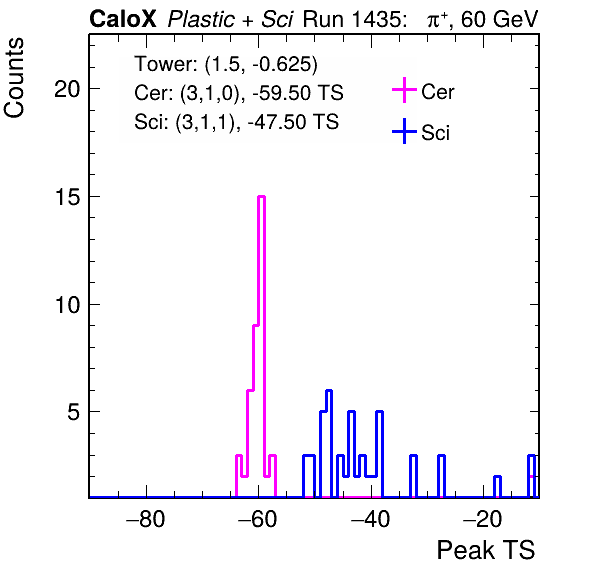 CaloX Plastic + Sci Run 1435: π⁺, 60 GeV
Counts
Tower: (1.5, -0.625)
Cer: (3,1,0), -59.50 TS
Sci: (3,1,1), -47.50 TS
Cer
Sci
20
15
10
5
−80 −60 −40 −20
Peak TS